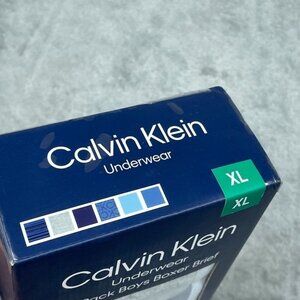 Calvin Klein
Underwear
XL
XL
Calvin Klein
Underwear
Pack Boys Boxer Brief